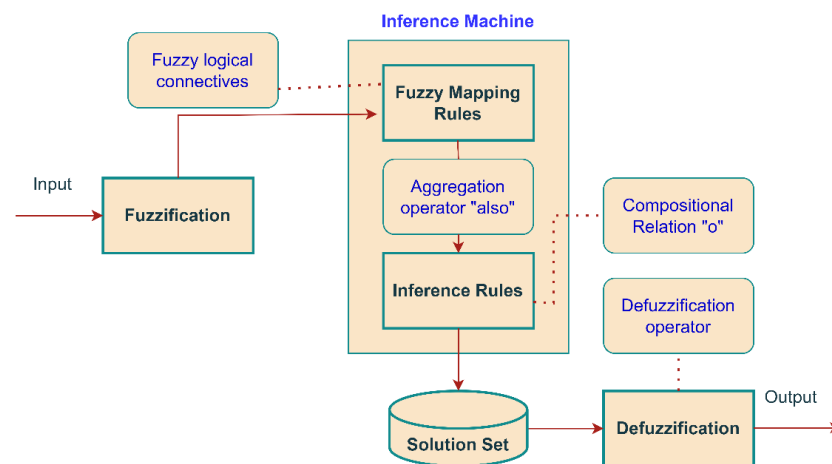 Inference Machine
Fuzzy logical
connectives
Fuzzy Mapping
Rules
Input
Fuzzification
Aggregation
operator "also"
Compositional
Relation "o"
Inference Rules
Defuzzification
operator
Solution Set
Defuzzification
Output